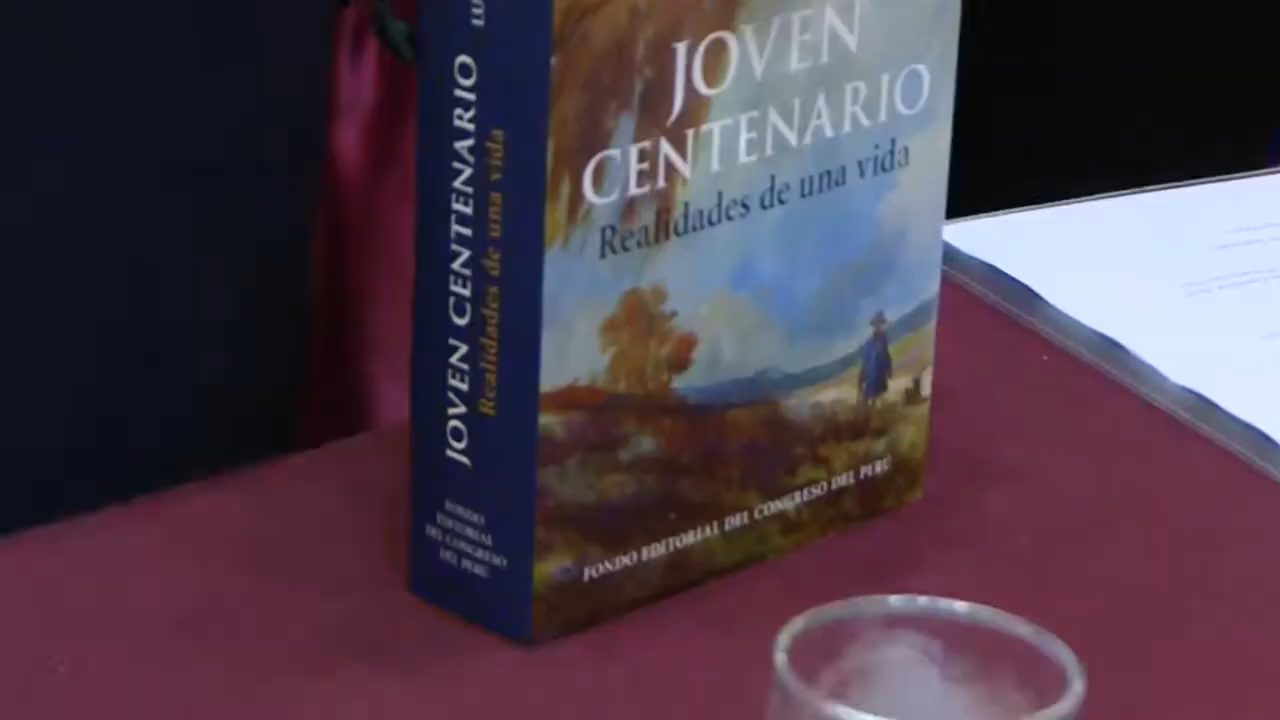 JOVEN
CENTENARIO
Realidades de una vida
FONDO EDITORIAL DEL CONGRESO DEL PERÚ
JOVEN CENTENARIO
Realidades de una vida
FONDO
EDITORIAL
DEL CONGRESO
DEL PERÚ